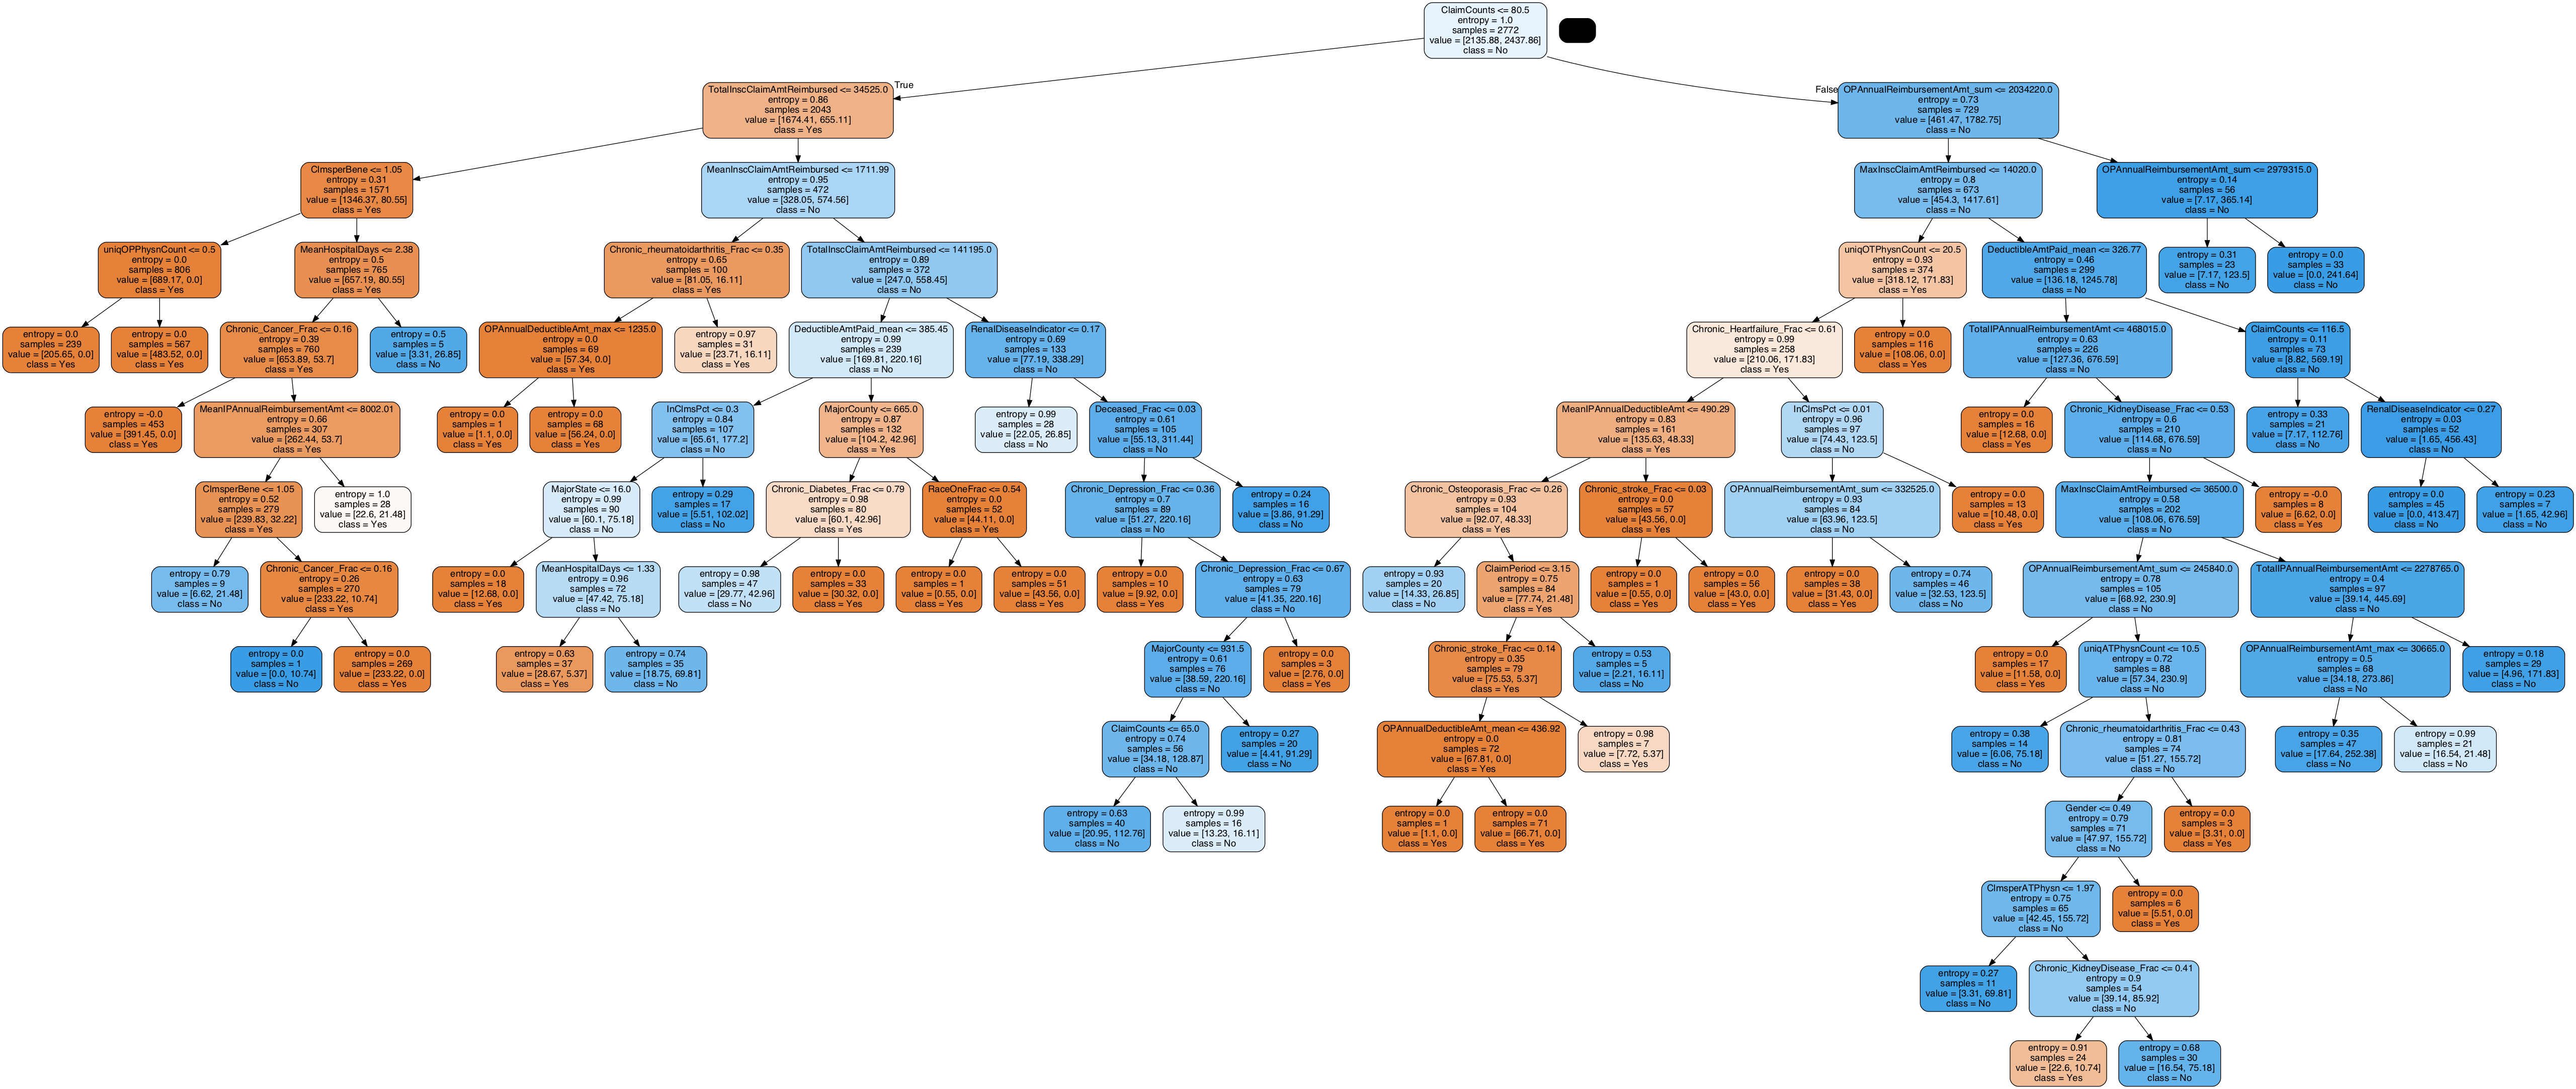 ClaimCounts <= 80.5
entropy = 1.0
samples = 2772
value = [2135.88, 2437.86]
class = No
True
False
TotalInscClaimAmtReimbursed <= 34525.0
entropy = 0.86
samples = 2043
value = [1674.41, 655.11]
class = Yes
OPAnnualReimbursementAmt_sum <= 2034220.0
entropy = 0.73
samples = 729
value = [461.47, 1782.75]
class = No
ClmsperBene <= 1.05
entropy = 0.31
samples = 1571
value = [1346.37, 80.55]
class = Yes
MeanInscClaimAmtReimbursed <= 1711.99
entropy = 0.95
samples = 472
value = [328.05, 574.56]
class = No
MaxInscClaimAmtReimbursed <= 14020.0
entropy = 0.8
samples = 673
value = [454.3, 1417.61]
class = No
OPAnnualReimbursementAmt_sum <= 2979315.0
entropy = 0.14
samples = 56
value = [7.17, 365.14]
class = No
uniqOPPhysnCount <= 0.5
entropy = 0.0
samples = 806
value = [689.17, 0.0]
class = Yes
MeanHospitalDays <= 2.38
entropy = 0.5
samples = 765
value = [657.19, 80.55]
class = Yes
Chronic_rheumatoidarthritis_Frac <= 0.35
entropy = 0.65
samples = 100
value = [81.05, 16.11]
class = Yes
TotalInscClaimAmtReimbursed <= 141195.0
entropy = 0.89
samples = 372
value = [247.0, 558.45]
class = No
uniqOTPhysnCount <= 20.5
entropy = 0.93
samples = 374
value = [318.12, 171.83]
class = Yes
DeductibleAmtPaid_mean <= 326.77
entropy = 0.46
samples = 299
value = [136.18, 1245.78]
class = No
entropy = 0.31
samples = 23
value = [7.17, 123.5]
class = No
entropy = 0.0
samples = 33
value = [0.0, 241.64]
class = No
entropy = 0.0
samples = 239
value = [205.65, 0.0]
class = Yes
entropy = 0.0
samples = 567
value = [483.52, 0.0]
class = Yes
Chronic_Cancer_Frac <= 0.16
entropy = 0.39
samples = 760
value = [653.89, 53.7]
class = Yes
entropy = 0.5
samples = 5
value = [3.31, 26.85]
class = No
OPAnnualDeductibleAmt_max <= 1235.0
entropy = 0.0
samples = 69
value = [57.34, 0.0]
class = Yes
entropy = 0.97
samples = 31
value = [23.71, 16.11]
class = Yes
DeductibleAmtPaid_mean <= 385.45
entropy = 0.99
samples = 239
value = [169.81, 220.16]
class = No
RenalDiseaseIndicator <= 0.17
entropy = 0.69
samples = 133
value = [77.19, 338.29]
class = No
Chronic_Heartfailure_Frac <= 0.61
entropy = 0.99
samples = 258
value = [210.06, 171.83]
class = Yes
entropy = 0.0
samples = 116
value = [108.06, 0.0]
class = Yes
TotalIPAnnualReimbursementAmt <= 468015.0
entropy = 0.63
samples = 226
value = [127.36, 676.59]
class = No
ClaimCounts <= 116.5
entropy = 0.11
samples = 73
value = [8.82, 569.19]
class = No
entropy = -0.0
samples = 453
value = [391.45, 0.0]
class = Yes
MeanIPAnnualReimbursementAmt <= 8002.01
entropy = 0.66
samples = 307
value = [262.44, 53.7]
class = Yes
entropy = 0.0
samples = 1
value = [1.1, 0.0]
class = Yes
entropy = 0.0
samples = 68
value = [56.24, 0.0]
class = Yes
InClmsPct <= 0.3
entropy = 0.84
samples = 107
value = [65.61, 177.2]
class = No
MajorCounty <= 665.0
entropy = 0.87
samples = 132
value = [104.2, 42.96]
class = Yes
entropy = 0.99
samples = 28
value = [22.05, 26.85]
class = No
Deceased_Frac <= 0.03
entropy = 0.61
samples = 105
value = [55.13, 311.44]
class = No
MeanIPAnnualDeductibleAmt <= 490.29
entropy = 0.83
samples = 161
value = [135.63, 48.33]
class = Yes
InClmsPct <= 0.01
entropy = 0.96
samples = 97
value = [74.43, 123.5]
class = No
entropy = 0.0
samples = 16
value = [12.68, 0.0]
class = Yes
Chronic_KidneyDisease_Frac <= 0.53
entropy = 0.6
samples = 210
value = [114.68, 676.59]
class = No
entropy = 0.33
samples = 21
value = [7.17, 112.76]
class = No
RenalDiseaseIndicator <= 0.27
entropy = 0.03
samples = 52
value = [1.65, 456.43]
class = No
ClmsperBene <= 1.05
entropy = 0.52
samples = 279
value = [239.83, 32.22]
class = Yes
entropy = 1.0
samples = 28
value = [22.6, 21.48]
class = Yes
MajorState <= 16.0
entropy = 0.99
samples = 90
value = [60.1, 75.18]
class = No
entropy = 0.29
samples = 17
value = [5.51, 102.02]
class = No
Chronic_Diabetes_Frac <= 0.79
entropy = 0.98
samples = 80
value = [60.1, 42.96]
class = Yes
RaceOneFrac <= 0.54
entropy = 0.0
samples = 52
value = [44.11, 0.0]
class = Yes
Chronic_Depression_Frac <= 0.36
entropy = 0.7
samples = 89
value = [51.27, 220.16]
class = No
entropy = 0.24
samples = 16
value = [3.86, 91.29]
class = No
Chronic_Osteoporasis_Frac <= 0.26
entropy = 0.93
samples = 104
value = [92.07, 48.33]
class = Yes
Chronic_stroke_Frac <= 0.03
entropy = 0.0
samples = 57
value = [43.56, 0.0]
class = Yes
OPAnnualReimbursementAmt_sum <= 332525.0
entropy = 0.93
samples = 84
value = [63.96, 123.5]
class = No
entropy = 0.0
samples = 13
value = [10.48, 0.0]
class = Yes
MaxInscClaimAmtReimbursed <= 36500.0
entropy = 0.58
samples = 202
value = [108.06, 676.59]
class = No
entropy = -0.0
samples = 8
value = [6.62, 0.0]
class = Yes
entropy = 0.0
samples = 45
value = [0.0, 413.47]
class = No
entropy = 0.23
samples = 7
value = [1.65, 42.96]
class = No
entropy = 0.79
samples = 9
value = [6.62, 21.48]
class = No
Chronic_Cancer_Frac <= 0.16
entropy = 0.26
samples = 270
value = [233.22, 10.74]
class = Yes
entropy = 0.0
samples = 18
value = [12.68, 0.0]
class = Yes
MeanHospitalDays <= 1.33
entropy = 0.96
samples = 72
value = [47.42, 75.18]
class = No
entropy = 0.98
samples = 47
value = [29.77, 42.96]
class = No
entropy = 0.0
samples = 33
value = [30.32, 0.0]
class = Yes
entropy = 0.0
samples = 1
value = [0.55, 0.0]
class = Yes
entropy = 0.0
samples = 51
value = [43.56, 0.0]
class = Yes
entropy = 0.0
samples = 10
value = [9.92, 0.0]
class = Yes
Chronic_Depression_Frac <= 0.67
entropy = 0.63
samples = 79
value = [41.35, 220.16]
class = No
entropy = 0.93
samples = 20
value = [14.33, 26.85]
class = No
ClaimPeriod <= 3.15
entropy = 0.75
samples = 84
value = [77.74, 21.48]
class = Yes
entropy = 0.0
samples = 1
value = [0.55, 0.0]
class = Yes
entropy = 0.0
samples = 56
value = [43.0, 0.0]
class = Yes
entropy = 0.0
samples = 38
value = [31.43, 0.0]
class = Yes
entropy = 0.74
samples = 46
value = [32.53, 123.5]
class = No
OPAnnualReimbursementAmt_sum <= 245840.0
entropy = 0.78
samples = 105
value = [68.92, 230.9]
class = No
TotalIPAnnualReimbursementAmt <= 2278765.0
entropy = 0.4
samples = 97
value = [39.14, 445.69]
class = No
entropy = 0.0
samples = 1
value = [0.0, 10.74]
class = No
entropy = 0.0
samples = 269
value = [233.22, 0.0]
class = Yes
entropy = 0.63
samples = 37
value = [28.67, 5.37]
class = Yes
entropy = 0.74
samples = 35
value = [18.75, 69.81]
class = No
MajorCounty <= 931.5
entropy = 0.61
samples = 76
value = [38.59, 220.16]
class = No
entropy = 0.0
samples = 3
value = [2.76, 0.0]
class = Yes
Chronic_stroke_Frac <= 0.14
entropy = 0.35
samples = 79
value = [75.53, 5.37]
class = Yes
entropy = 0.53
samples = 5
value = [2.21, 16.11]
class = No
entropy = 0.0
samples = 17
value = [11.58, 0.0]
class = Yes
uniqATPhysnCount <= 10.5
entropy = 0.72
samples = 88
value = [57.34, 230.9]
class = No
OPAnnualReimbursementAmt_max <= 30665.0
entropy = 0.5
samples = 68
value = [34.18, 273.86]
class = No
entropy = 0.18
samples = 29
value = [4.96, 171.83]
class = No
ClaimCounts <= 65.0
entropy = 0.74
samples = 56
value = [34.18, 128.87]
class = No
entropy = 0.27
samples = 20
value = [4.41, 91.29]
class = No
OPAnnualDeductibleAmt_mean <= 436.92
entropy = 0.0
samples = 72
value = [67.81, 0.0]
class = Yes
entropy = 0.98
samples = 7
value = [7.72, 5.37]
class = Yes
entropy = 0.38
samples = 14
value = [6.06, 75.18]
class = No
Chronic_rheumatoidarthritis_Frac <= 0.43
entropy = 0.81
samples = 74
value = [51.27, 155.72]
class = No
entropy = 0.35
samples = 47
value = [17.64, 252.38]
class = No
entropy = 0.99
samples = 21
value = [16.54, 21.48]
class = No
entropy = 0.63
samples = 40
value = [20.95, 112.76]
class = No
entropy = 0.99
samples = 16
value = [13.23, 16.11]
class = No
entropy = 0.0
samples = 1
value = [1.1, 0.0]
class = Yes
entropy = 0.0
samples = 71
value = [66.71, 0.0]
class = Yes
Gender <= 0.49
entropy = 0.79
samples = 71
value = [47.97, 155.72]
class = No
entropy = 0.0
samples = 3
value = [3.31, 0.0]
class = Yes
ClmsperATPhysn <= 1.97
entropy = 0.75
samples = 65
value = [42.45, 155.72]
class = No
entropy = 0.0
samples = 6
value = [5.51, 0.0]
class = Yes
entropy = 0.27
samples = 11
value = [3.31, 69.81]
class = No
Chronic_KidneyDisease_Frac <= 0.41
entropy = 0.9
samples = 54
value = [39.14, 85.92]
class = No
entropy = 0.91
samples = 24
value = [22.6, 10.74]
class = Yes
entropy = 0.68
samples = 30
value = [16.54, 75.18]
class = No